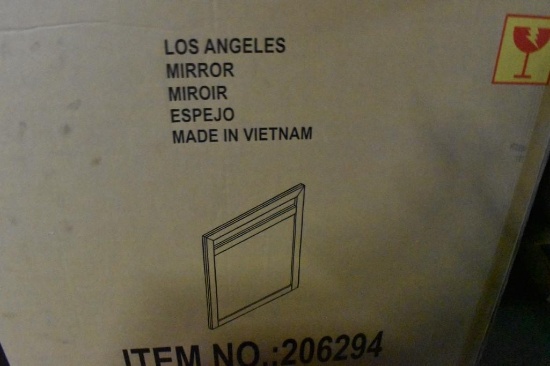 LOS ANGELES
MIRROR
MIROIR
ESPEJO
MADE IN VIETNAM
ITEM NO.:206294